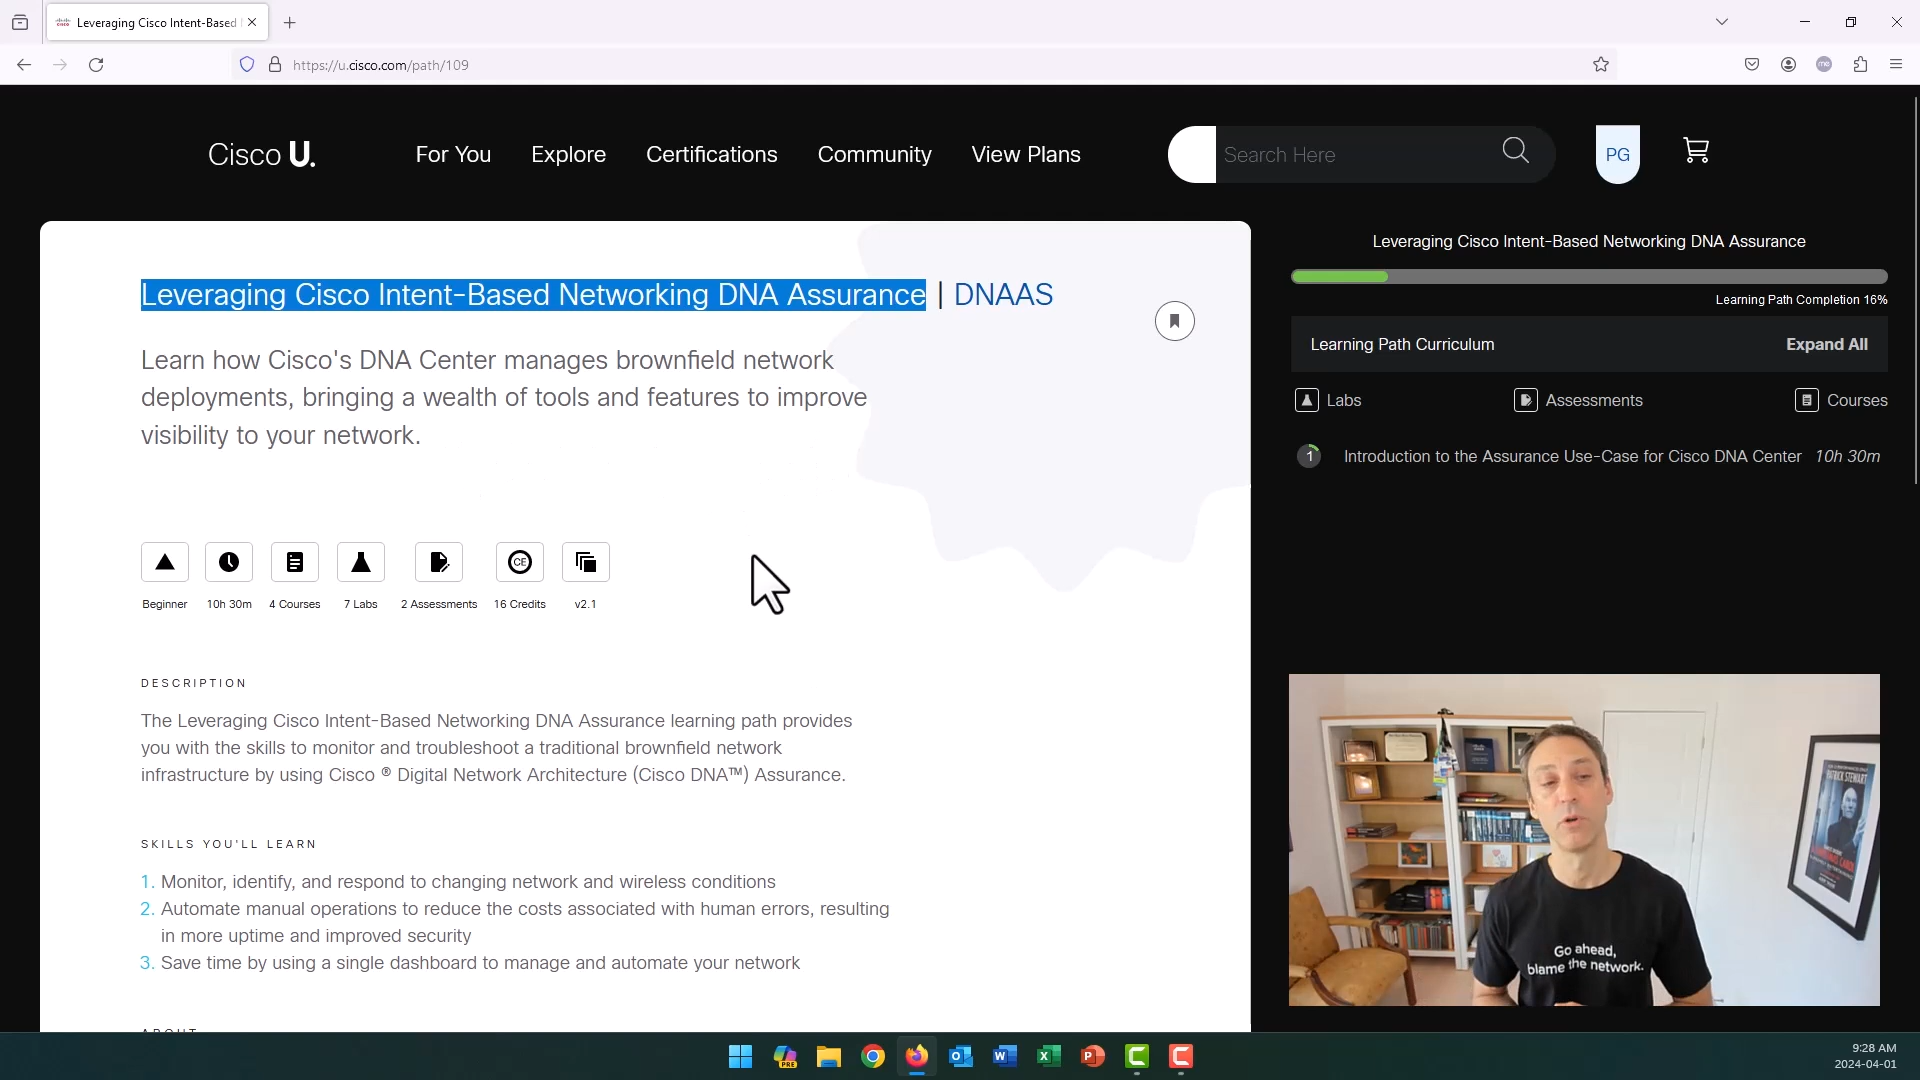 Leveraging Cisco Intent-Based
https://u.cisco.com/path/109
Cisco U.
For You
Explore
Certifications
Community
View Plans
Search Here
PG
Leveraging Cisco Intent-Based Networking DNA Assurance | DNAAS
Learn how Cisco's DNA Center manages brownfield network
deployments, bringing a wealth of tools and features to improve
visibility to your network.
Beginner
10h 30m
4 Courses
7 Labs
2 Assessments
CE
16 Credits
v2.1
DESCRIPTION
The Leveraging Cisco Intent-Based Networking DNA Assurance learning path provides
you with the skills to monitor and troubleshoot a traditional brownfield network
infrastructure by using Cisco ® Digital Network Architecture (Cisco DNA™) Assurance.
SKILLS YOU'LL LEARN
1. Monitor, identify, and respond to changing network and wireless conditions
2. Automate manual operations to reduce the costs associated with human errors, resulting
in more uptime and improved security
3. Save time by using a single dashboard to manage and automate your network
ABOUT
Leveraging Cisco Intent-Based Networking DNA Assurance
Learning Path Completion 16%
Learning Path Curriculum
Expand All
Labs
Assessments
Courses
1
Introduction to the Assurance Use-Case for Cisco DNA Center 10h 30m
PATRICK STEWART
Go ahead,
blame the network.
PRE
9:28 AM
2024-04-01